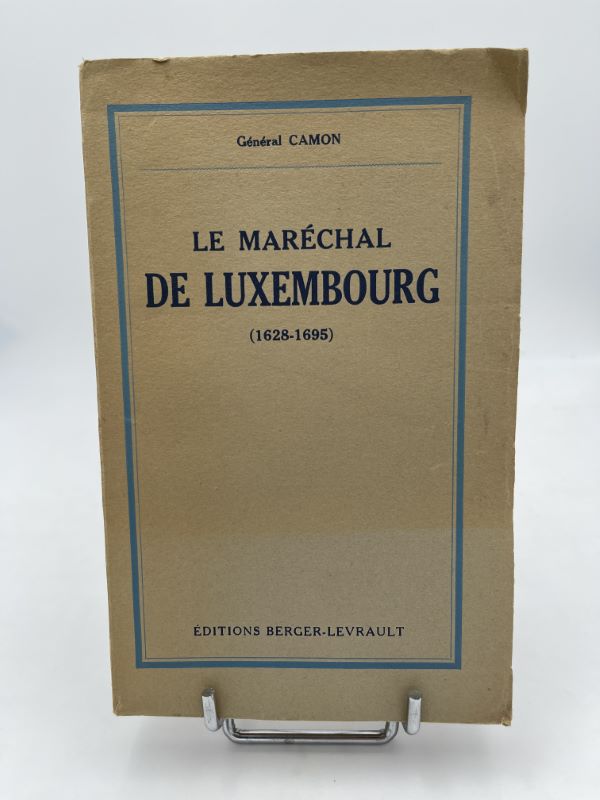 Général CAMON
LE MARÉCHAL
DE LUXEMBOURG
(1628-1695)
ÉDITIONS BERGER-LEVRAULT